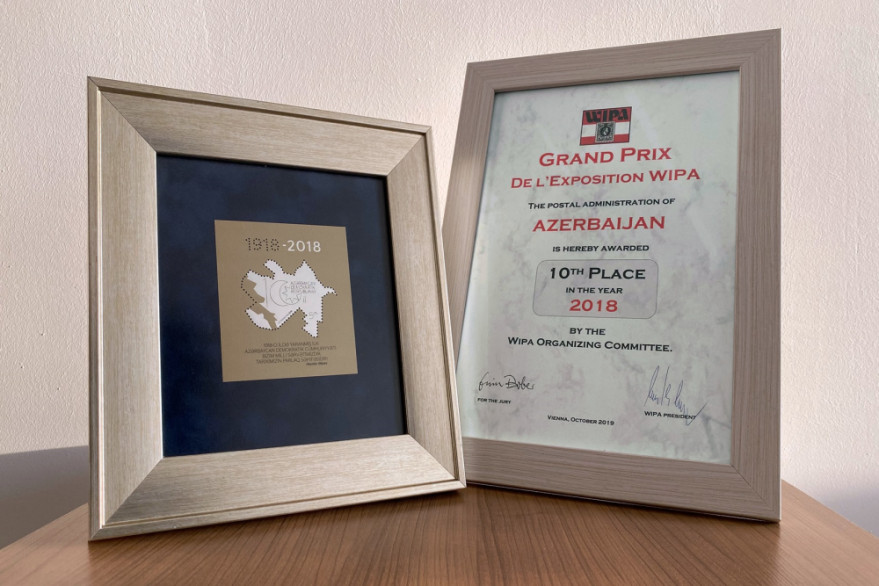 1918-2018
WIPA
GRAND PRIX
DE L'EXPOSITION WIPA
THE POSTAL ADMINISTRATION OF
AZERBAIJAN
IS HEREBY AWARDED
10TH PLACE
IN THE YEAR
2018
BY THE
WIPA ORGANIZING COMMITTEE.
FOR THE JURY
WIPA PRESIDENT
VIENNA, OCTOBER 2019